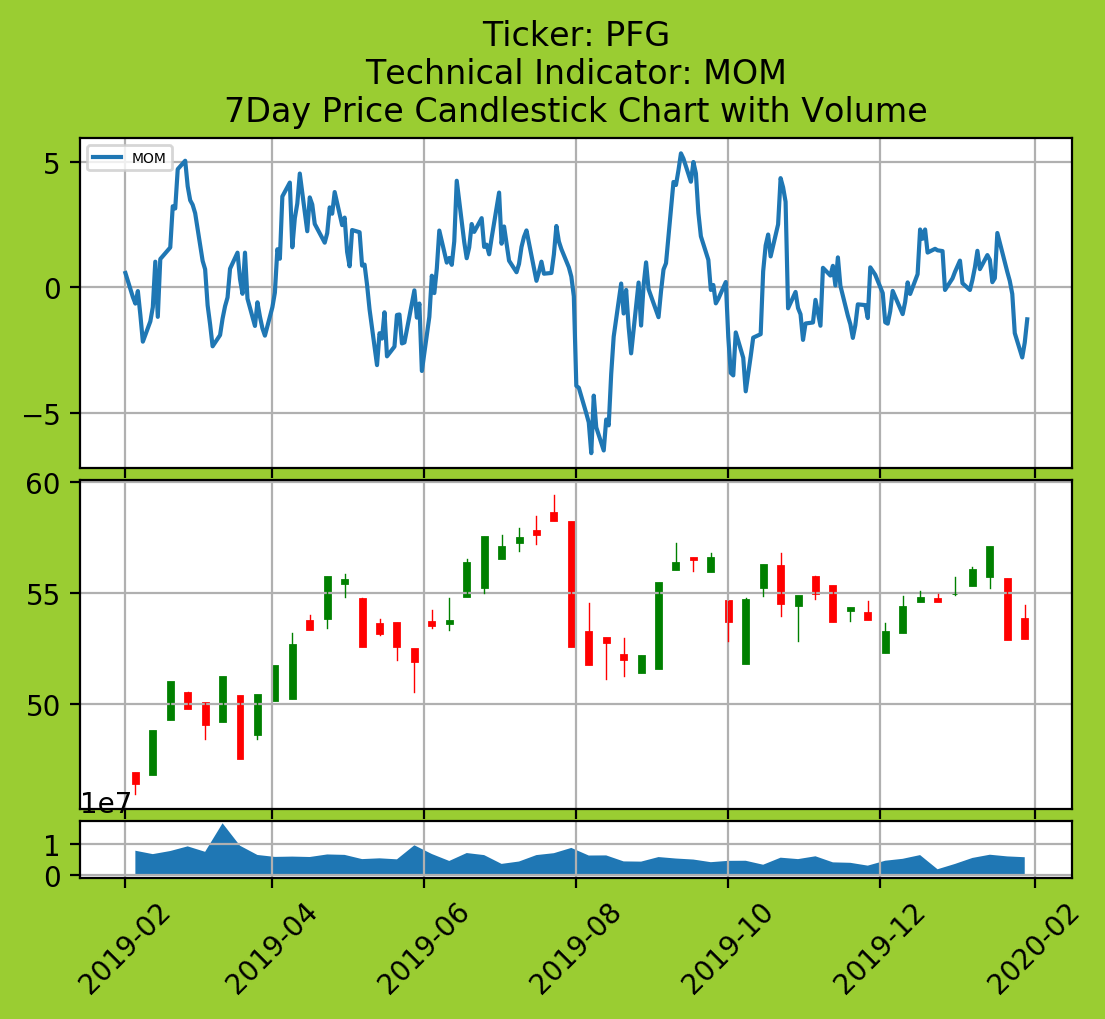 Ticker: PFG
Technical Indicator: MOM
7Day Price Candlestick Chart with Volume
MOM
5
0
−5
60
55
50
1e7
1
0
2019-02 2019-04 2019-06 2019-08 2019-10 2019-12 2020-02